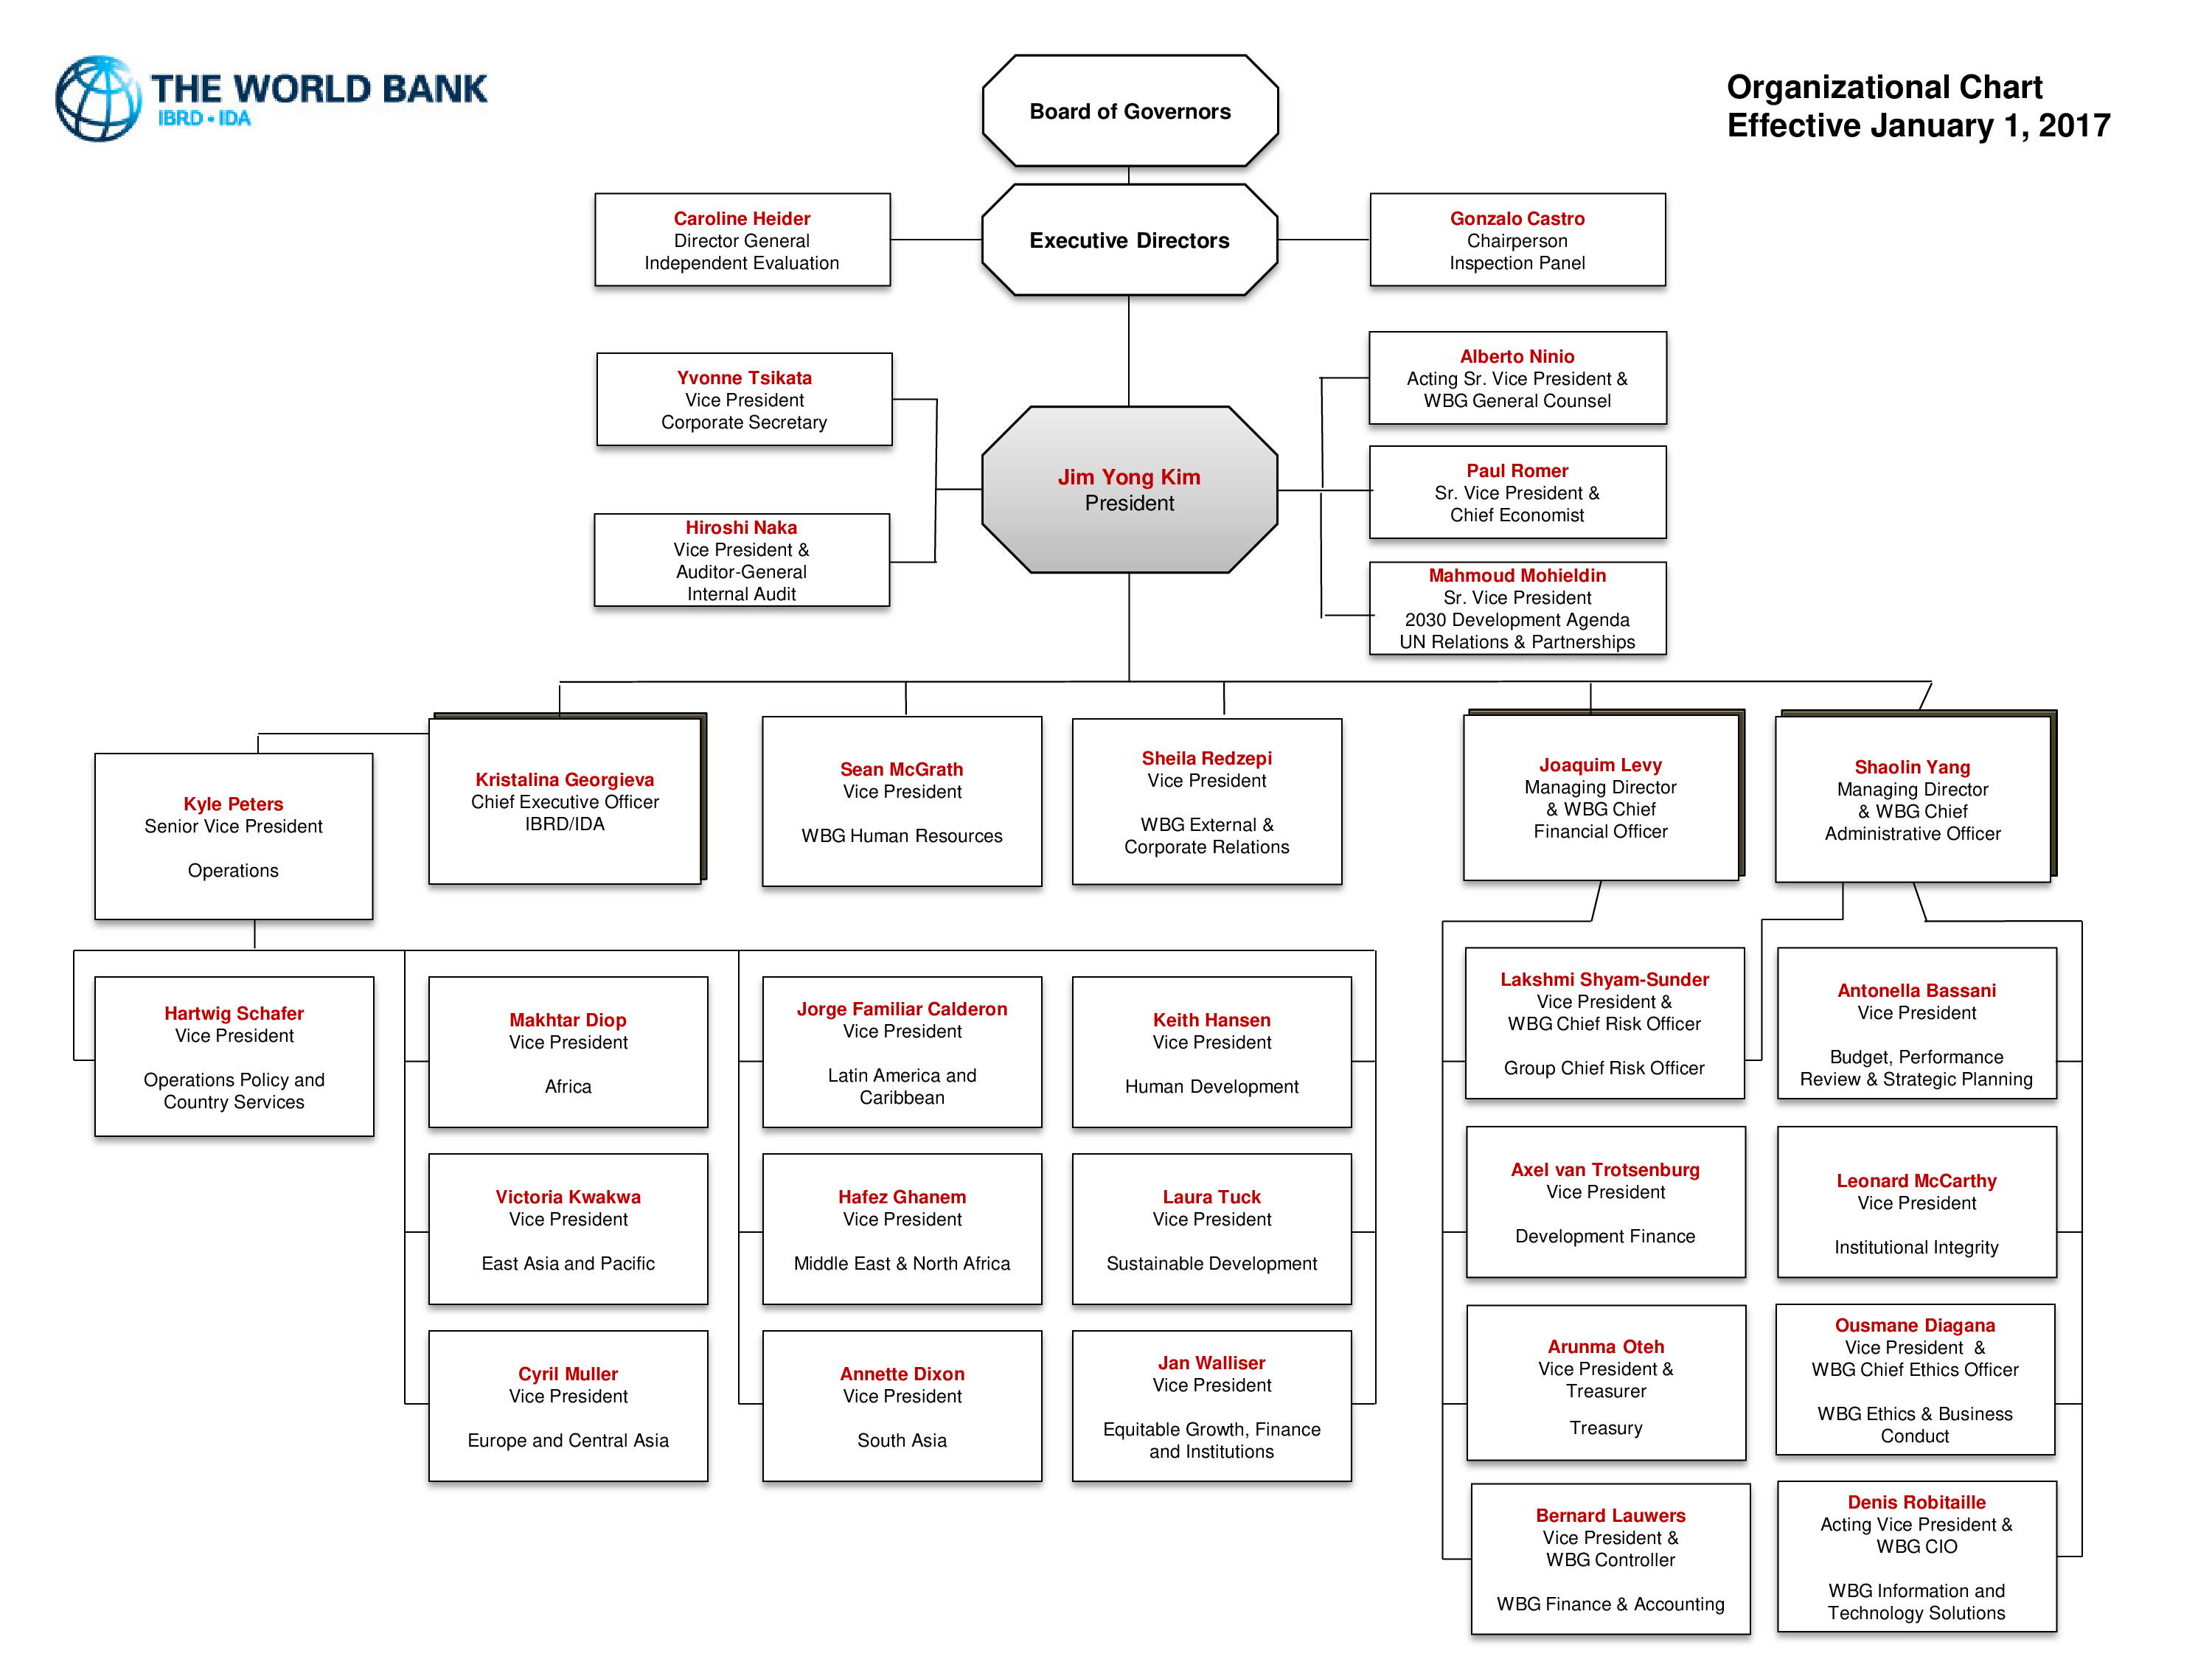 THE WORLD BANK
IBRD • IDA
Organizational Chart
Effective January 1, 2017
Board of Governors
Caroline Heider
Director General
Independent Evaluation
Executive Directors
Gonzalo Castro
Chairperson
Inspection Panel
Yvonne Tsikata
Vice President
Corporate Secretary
Hiroshi Naka
Vice President &
Auditor-General
Internal Audit
Jim Yong Kim
President
Alberto Ninio
Acting Sr. Vice President &
WBG General Counsel
Paul Romer
Sr. Vice President &
Chief Economist
Mahmoud Mohieldin
Sr. Vice President
2030 Development Agenda
UN Relations & Partnerships
Kyle Peters
Senior Vice President
Operations
Kristalina Georgieva
Chief Executive Officer
IBRD/IDA
Sean McGrath
Vice President
WBG Human Resources
Sheila Redzepi
Vice President
WBG External &
Corporate Relations
Joaquim Levy
Managing Director
& WBG Chief
Financial Officer
Shaolin Yang
Managing Director
& WBG Chief
Administrative Officer
Hartwig Schafer
Vice President
Operations Policy and
Country Services
Makhtar Diop
Vice President
Africa
Jorge Familiar Calderon
Vice President
Latin America and
Caribbean
Keith Hansen
Vice President
Human Development
Lakshmi Shyam-Sunder
Vice President &
WBG Chief Risk Officer
Group Chief Risk Officer
Antonella Bassani
Vice President
Budget, Performance
Review & Strategic Planning
Victoria Kwakwa
Vice President
East Asia and Pacific
Hafez Ghanem
Vice President
Middle East & North Africa
Laura Tuck
Vice President
Sustainable Development
Axel van Trotsenburg
Vice President
Development Finance
Leonard McCarthy
Vice President
Institutional Integrity
Cyril Muller
Vice President
Europe and Central Asia
Annette Dixon
Vice President
South Asia
Jan Walliser
Vice President
Equitable Growth, Finance
and Institutions
Arunma Oteh
Vice President &
Treasurer
Treasury
Ousmane Diagana
Vice President &
WBG Chief Ethics Officer
WBG Ethics & Business
Conduct
Bernard Lauwers
Vice President &
WBG Controller
WBG Finance & Accounting
Denis Robitaille
Acting Vice President &
WBG CIO
WBG Information and
Technology Solutions